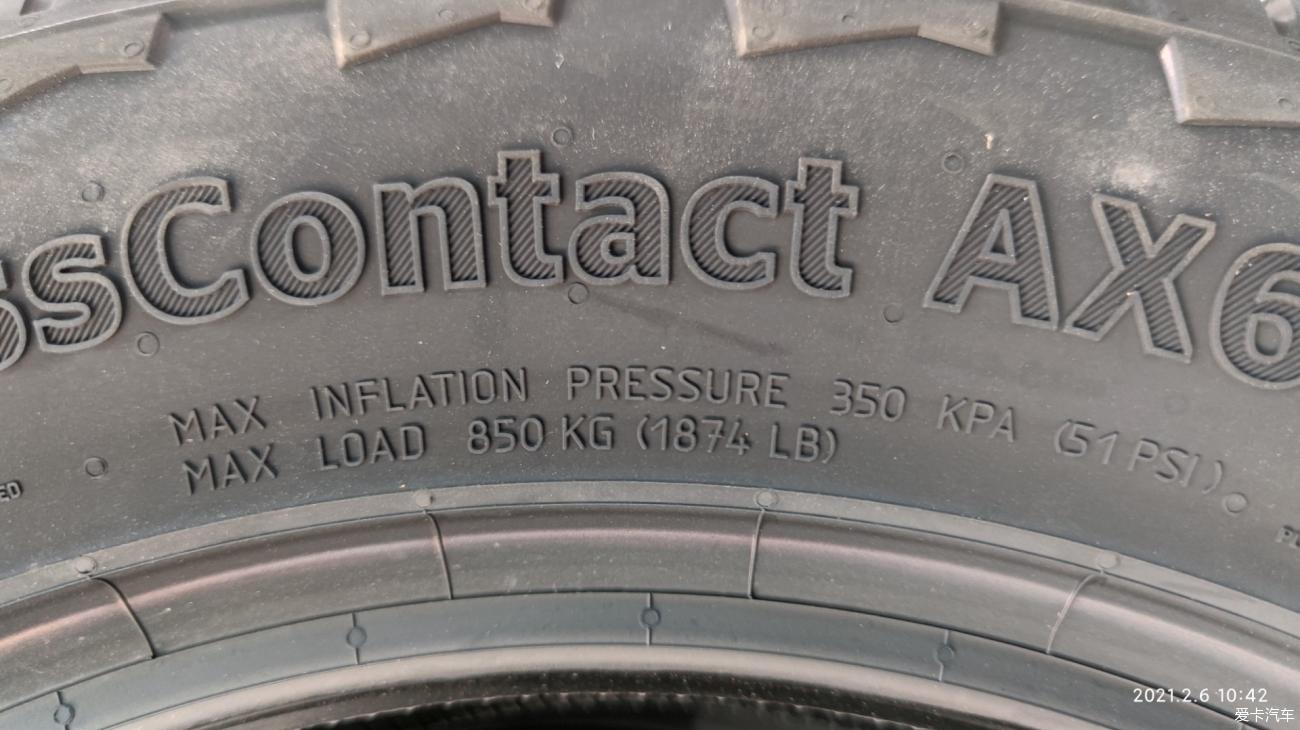 ssContact AX6
MAX INFLATION PRESSURE 350 KPA (51 PSI)
MAX LOAD 850 KG (1874 LB)
ED
2021.2.6 10:42
爱卡汽车